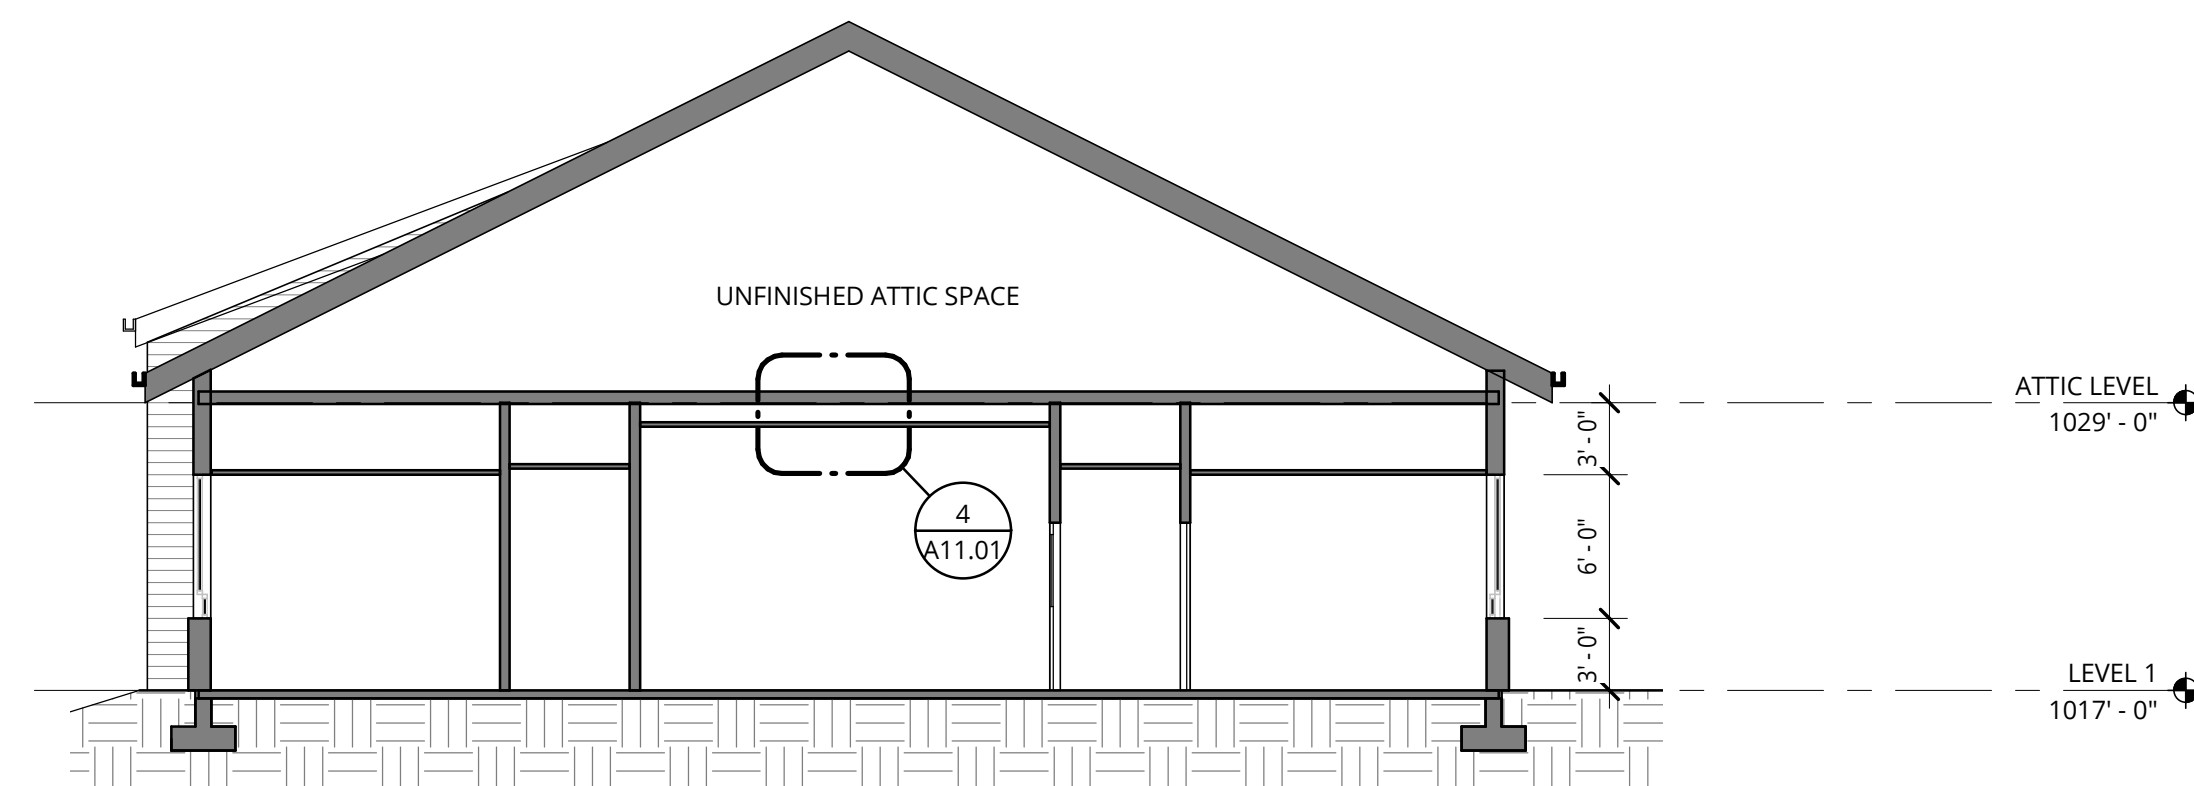 UNFINISHED ATTIC SPACE
ATTIC LEVEL
1029' - 0"
3' - 0"
4
A11.01
6' - 0"
3' - 0"
LEVEL 1
1017' - 0"